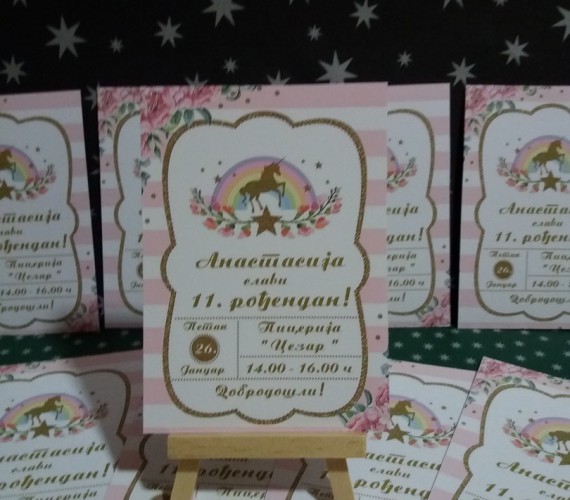 Анастасија
слави
11. рођендан!
Петак
26.
Јануар
Пицерија
"Цезар"
14.00 - 16.00 ч
Добродошли!